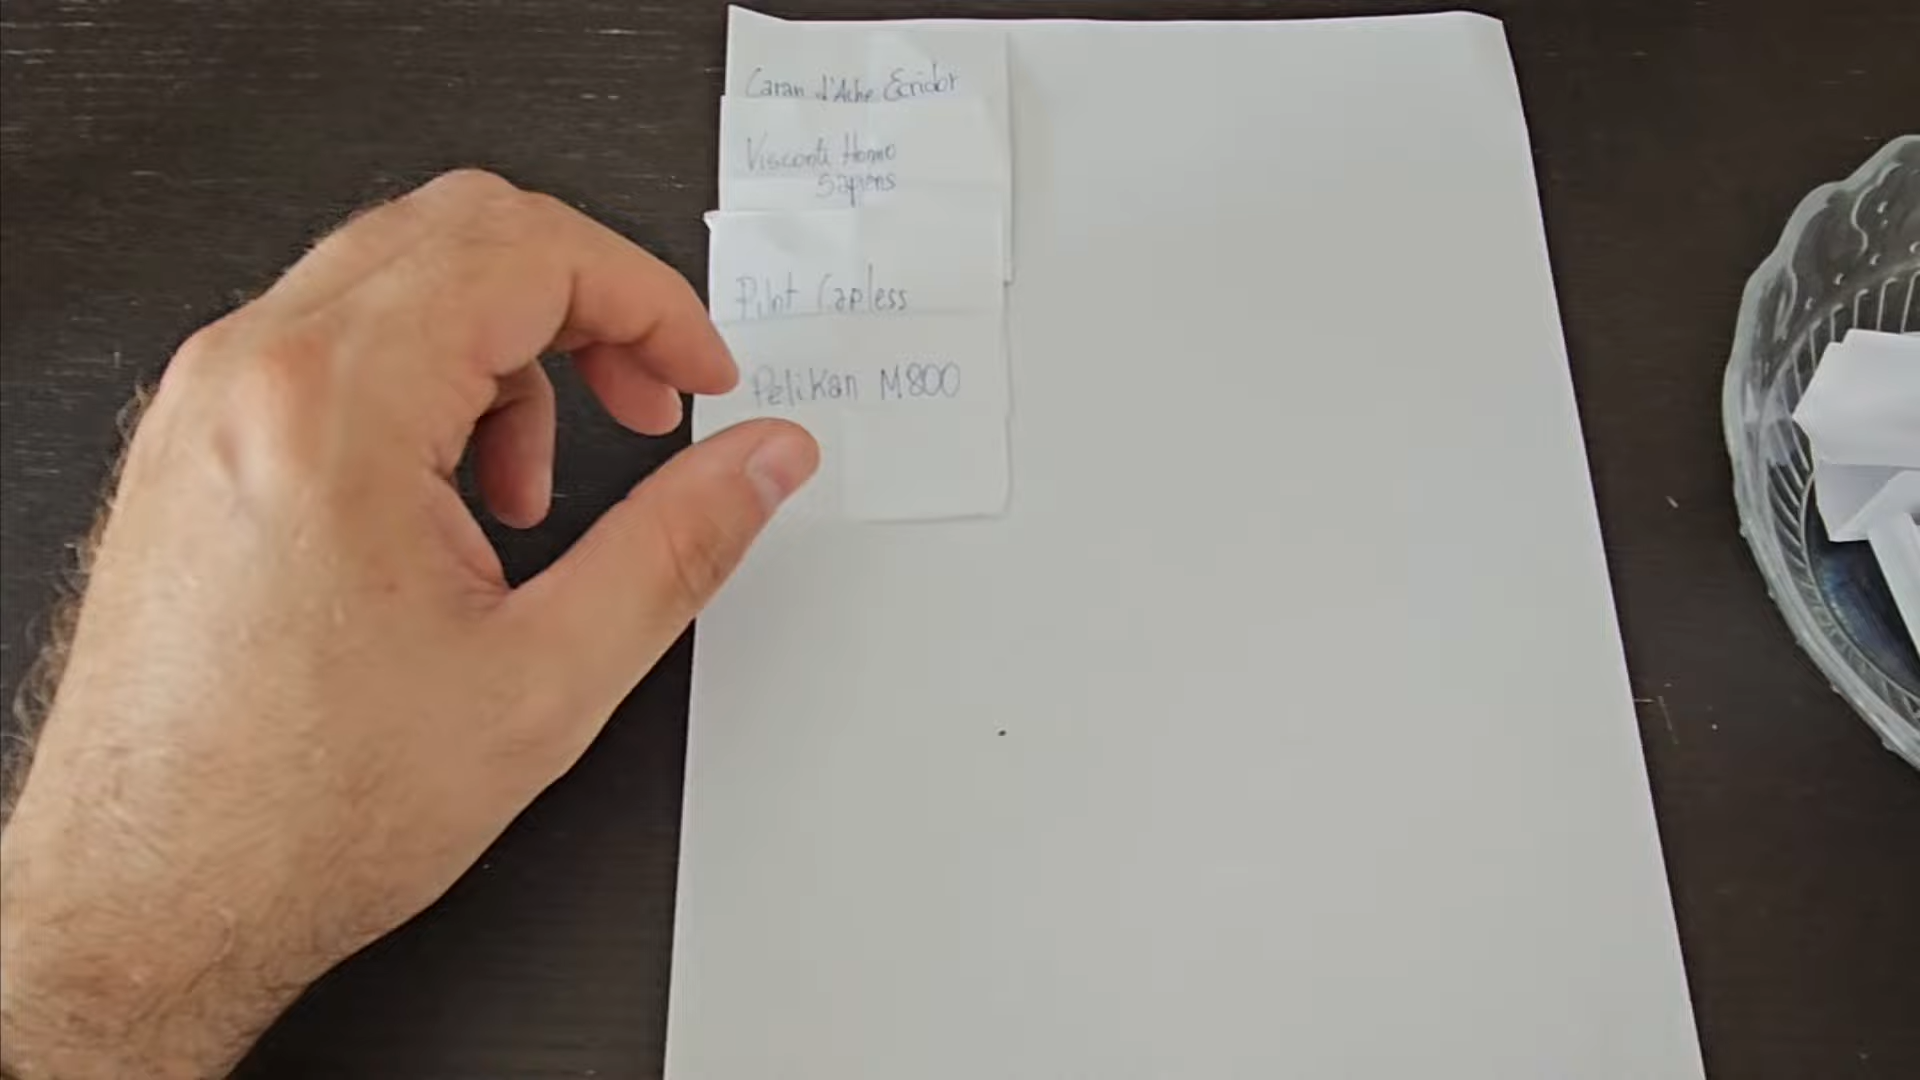 Caran d'Ache Ecridor
Visconti Homo
Sapiens
Pilot Capless
Pelikan M800